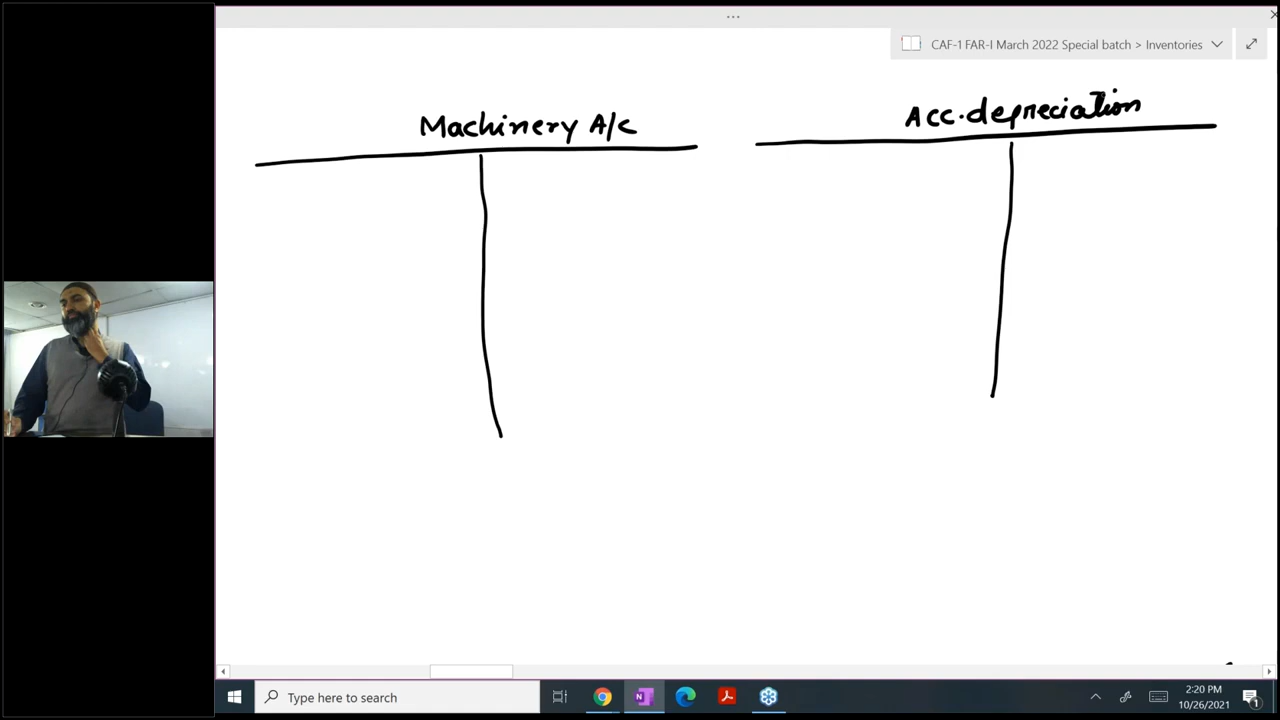 CAF-1 FAR-I March 2022 Special batch > Inventories
Machinery A/c
Acc. depreciation
Type here to search
2:20 PM
10/26/2021
1